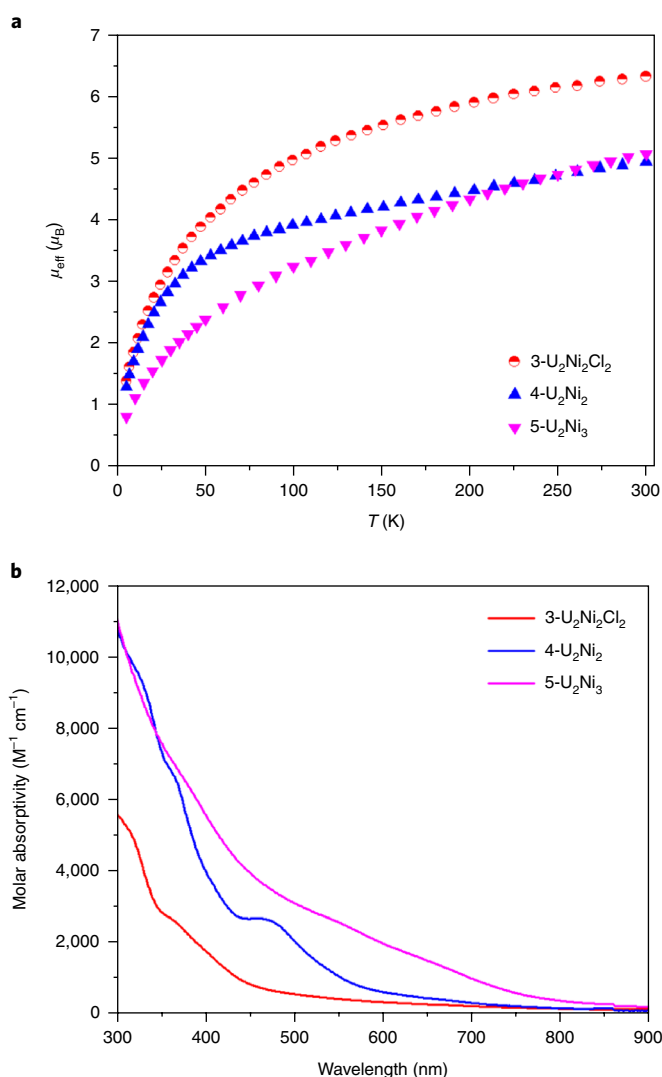 a
7
6
5
4
3
2
1
0
μeff (μB)
0 50 100 150 200 250 300
T (K)
3-U₂Ni₂Cl₂
4-U₂Ni₂
5-U₂Ni₃
b
12,000
10,000
8,000
6,000
4,000
2,000
0
Molar absorptivity (M⁻¹ cm⁻¹)
3-U₂Ni₂Cl₂
4-U₂Ni₂
5-U₂Ni₃
300 400 500 600 700 800 900
Wavelength (nm)